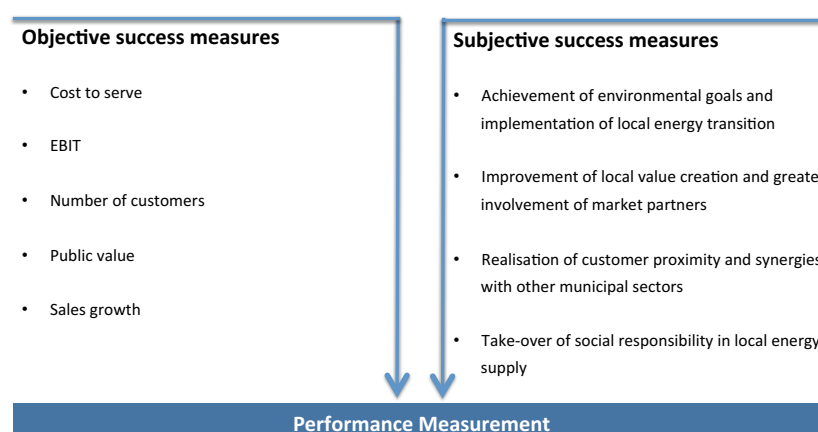 Objective success measures
• Cost to serve
• EBIT
• Number of customers
• Public value
• Sales growth
Subjective success measures
• Achievement of environmental goals and
implementation of local energy transition
• Improvement of local value creation and greate
involvement of market partners
• Realisation of customer proximity and synergies
with other municipal sectors
• Take-over of social responsibility in local energy
supply
Performance Measurement